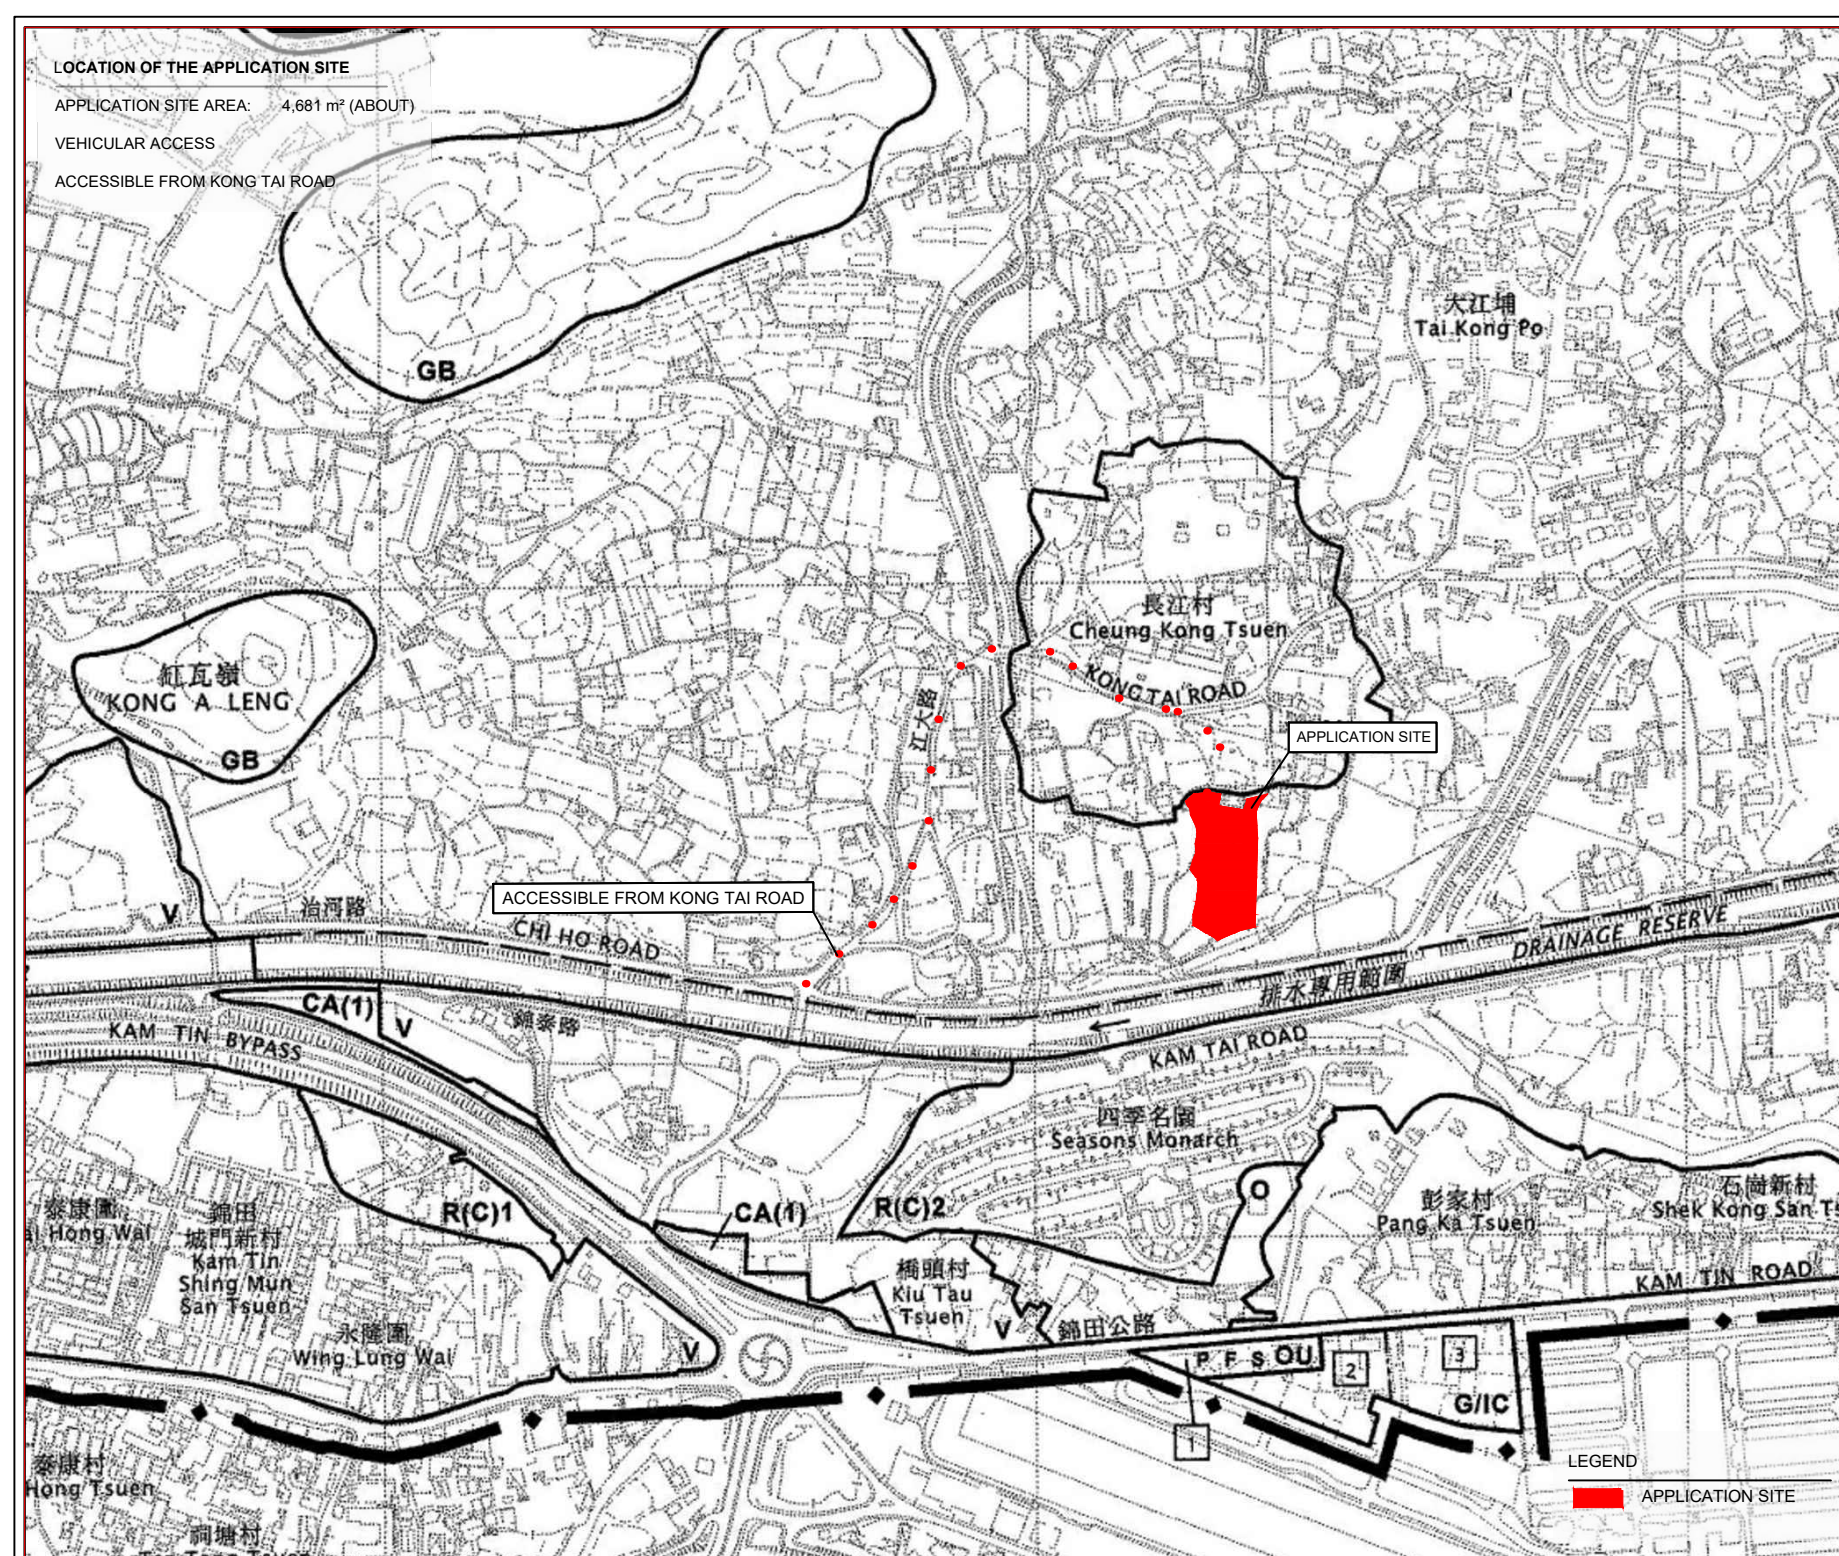 LOCATION OF THE APPLICATION SITE
APPLICATION SITE AREA: 4,681 m² (ABOUT)
VEHICULAR ACCESS
ACCESSIBLE FROM KONG TAI ROAD
大江埔
Tai Kong Po
GB
長江村
Cheung Kong Tsuen
缸瓦嶺
KONG A LENG
GB
KONG TAI ROAD
江大路
APPLICATION SITE
ACCESSIBLE FROM KONG TAI ROAD
V
治河路
CHI HO ROAD
DRAINAGE RESERVE
排水專用範圍
CA(1)
V
錦泰路
KAM TIN BYPASS
KAM TAI ROAD
四季名園
Seasons Monarch
泰康圍
Hong Wai
錦田
城門新村
Kam Tin
Shing Mun
San Tsuen
R(C)1
CA(1)
R(C)2
O
彭家村
Pang Ka Tsuen
石崗新村
Shek Kong San
橋頭村
Kiu Tau
Tsuen
V
KAM TIN ROAD
錦田公路
永隆圍
Wing Lung Wai
V
P F S OU
2
3
G/IC
1
泰康村
Hong Tsuen
LEGEND
APPLICATION SITE